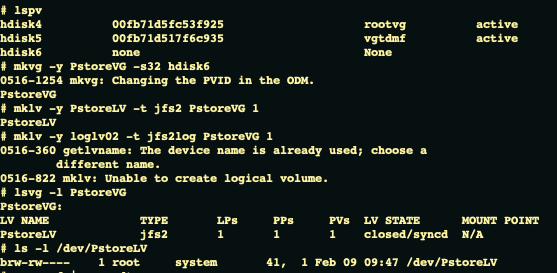 # lspv
hdisk4 00fb71d5fc53f925 rootvg active
hdisk5 00fb71d517f6c935 vgtdmf active
hdisk6 none None
# mkvg -y PstoreVG -s32 hdisk6
0516-1254 mkvg: Changing the PVID in the ODM.
PstoreVG
# mklv -y PstoreLV -t jfs2 PstoreVG 1
PstoreLV
# mklv -y loglv02 -t jfs2log PstoreVG 1
0516-360 getlvname: The device name is already used; choose a
different name.
0516-822 mklv: Unable to create logical volume.
# lsvg -l PstoreVG
PstoreVG:
LV NAME TYPE LPs PPs PVs LV STATE MOUNT POINT
PstoreLV jfs2 1 1 1 closed/syncd N/A
# ls -l /dev/PstoreLV
brw-rw---- 1 root system 41, 1 Feb 09 09:47 /dev/PstoreLV